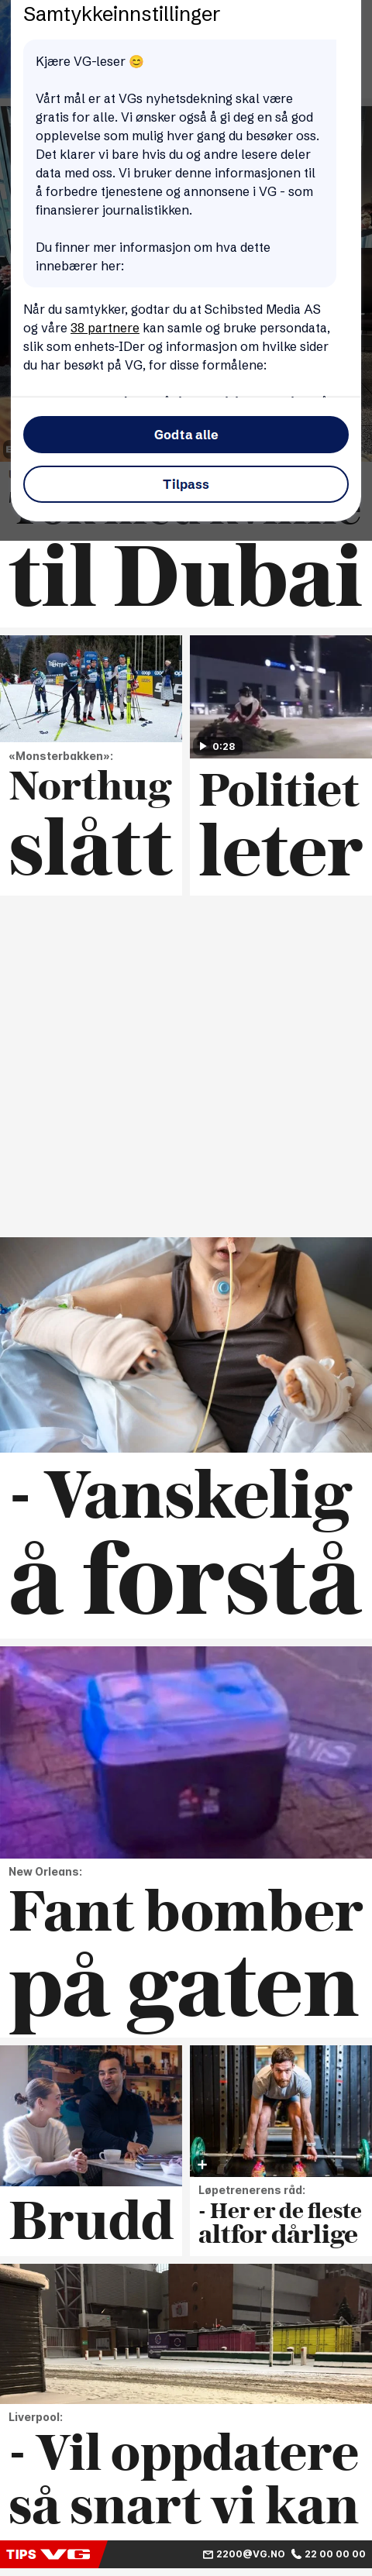 Samtykkeinnstillinger
Kjære VG-leser 😊
Vårt mål er at VGs nyhetsdekning skal være
gratis for alle. Vi ønsker også å gi deg en så god
opplevelse som mulig hver gang du besøker oss.
Det klarer vi bare hvis du og andre lesere deler
data med oss. Vi bruker denne informasjonen til
å forbedre tjenestene og annonsene i VG - som
finansierer journalistikken.
Du finner mer informasjon om hva dette
innebærer her:
Når du samtykker, godtar du at Schibsted Media AS
og våre 38 partnere kan samle og bruke persondata,
slik som enhets-IDer og informasjon om hvilke sider
du har besøkt på VG, for disse formålene:
Godta alle
Tilpass
til Dubai
«Monsterbakken»:
Northug
slått
0:28
Politiet
leter
- Vanskelig
å forstå
New Orleans:
Fant bomber
på gaten
Brudd
Løpetrenerens råd:
- Her er de fleste
altfor dårlige
Liverpool:
- Vil oppdatere
så snart vi kan
TIPS VG 2200@VG.NO 22 00 00 00